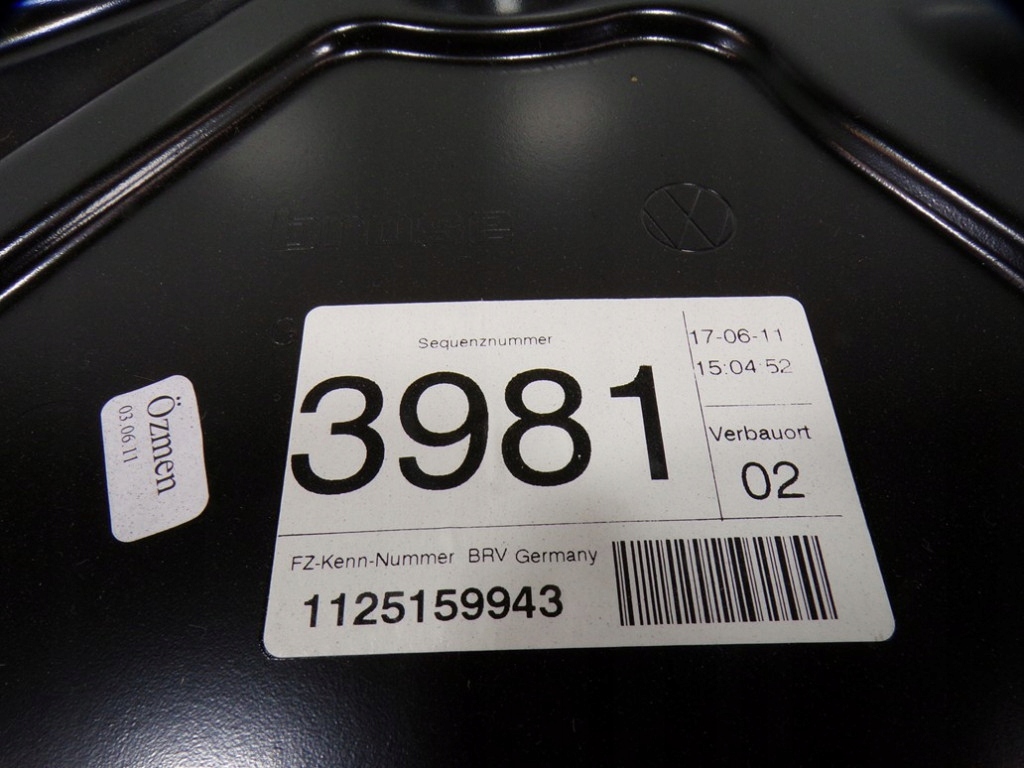 Sequenznummer
3981
17-06-11
15:04:52
Verbauort
02
FZ-Kenn-Nummer BRV Germany
1125159943
Özmen
03.06.11